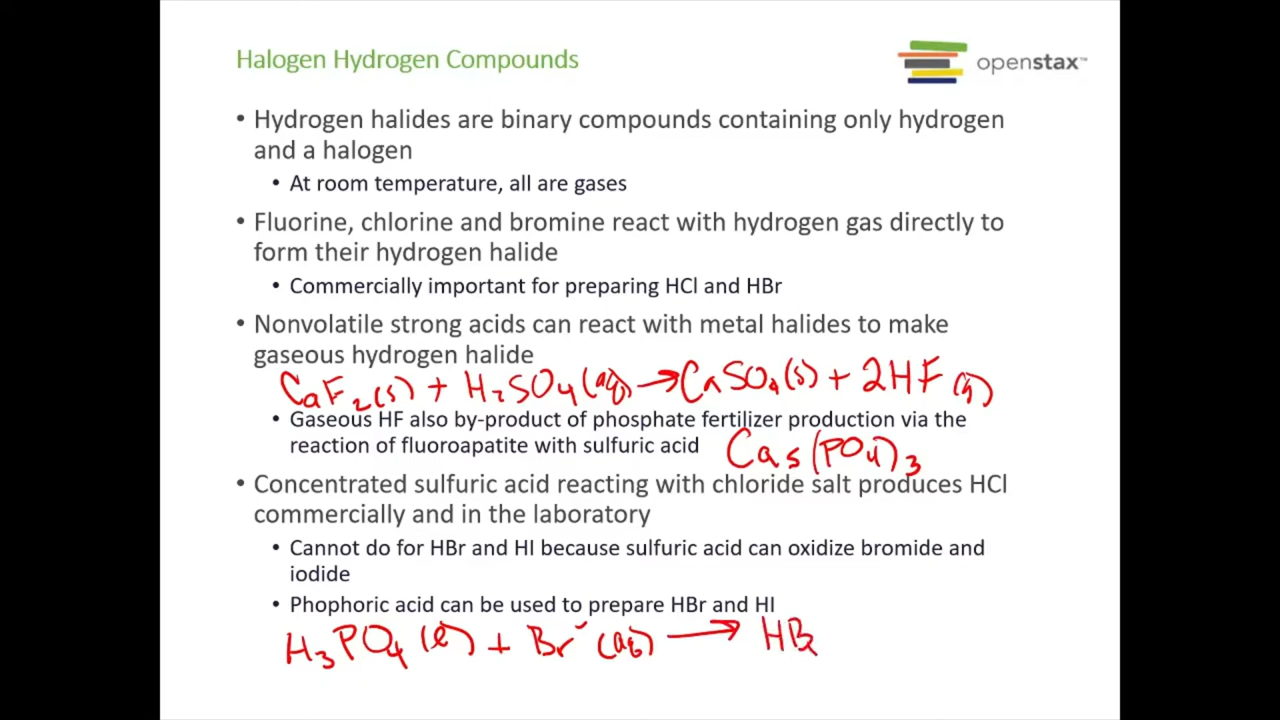 Halogen Hydrogen Compounds
openstax™
• Hydrogen halides are binary compounds containing only hydrogen
and a halogen
• At room temperature, all are gases
• Fluorine, chlorine and bromine react with hydrogen gas directly to
form their hydrogen halide
• Commercially important for preparing HCl and HBr
• Nonvolatile strong acids can react with metal halides to make
gaseous hydrogen halide
CaF₂(s) + H₂SO₄(aq) → CaSO₄(s) + 2HF(g)
• Gaseous HF also by-product of phosphate fertilizer production via the
reaction of fluoroapatite with sulfuric acid
Ca₅(PO₄)₃
• Concentrated sulfuric acid reacting with chloride salt produces HCl
commercially and in the laboratory
• Cannot do for HBr and HI because sulfuric acid can oxidize bromide and
iodide
• Phophoric acid can be used to prepare HBr and HI
H₃PO₄(l) + Br⁻(aq) → HBr